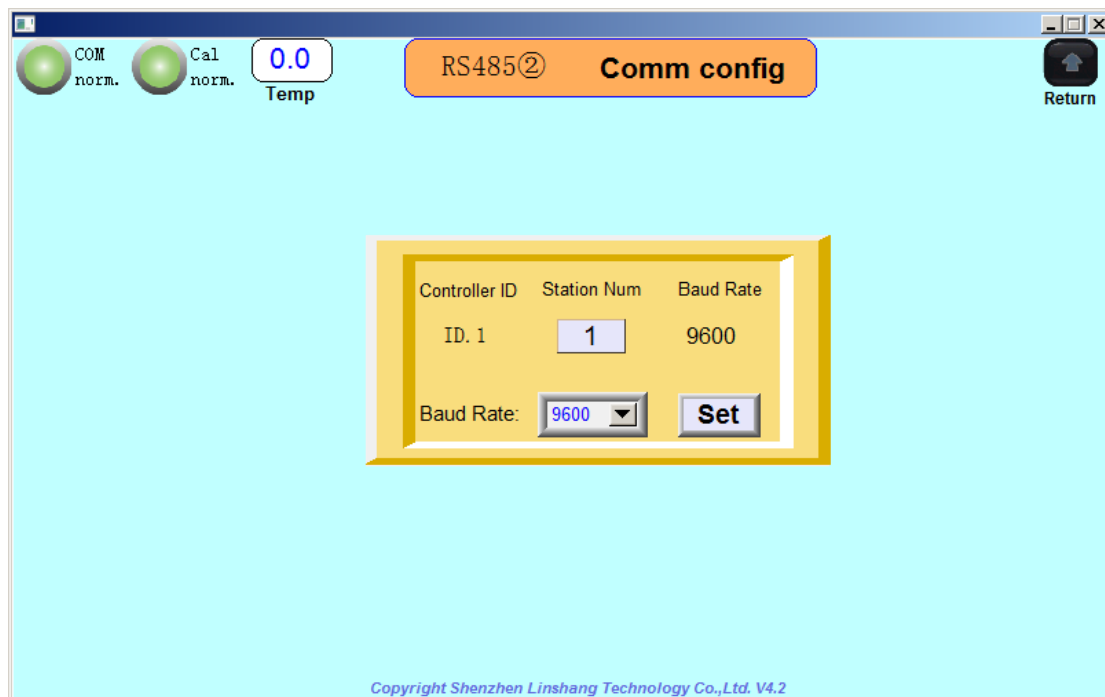 COM norm.
Cal norm.
0.0
Temp
RS485② Comm config
Return
Controller ID Station Num Baud Rate
ID. 1 1 9600
Baud Rate: 9600 Set
Copyright Shenzhen Linshang Technology Co.,Ltd. V4.2